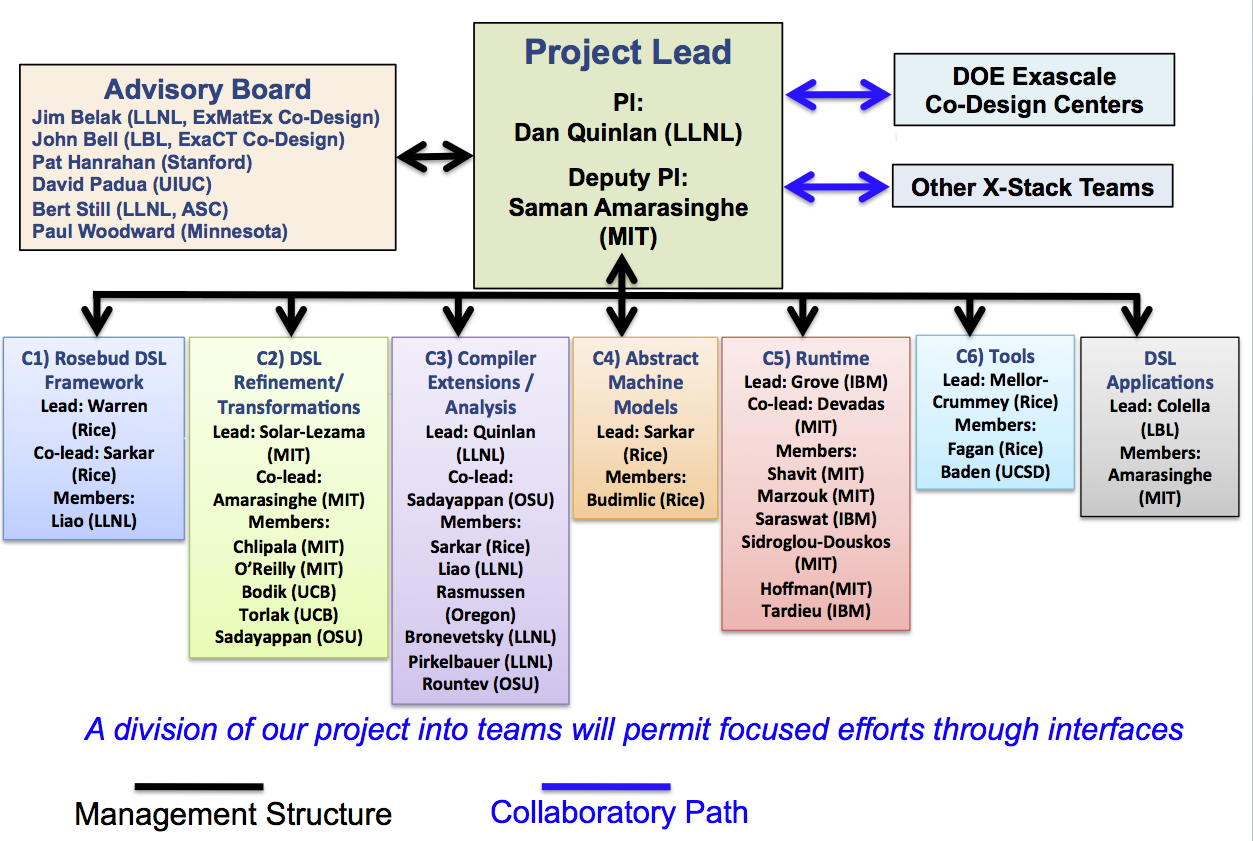 Project Lead
PI:
Dan Quinlan (LLNL)
Deputy PI:
Saman Amarasinghe
(MIT)
Advisory Board
Jim Belak (LLNL, ExMatEx Co-Design)
John Bell (LBL, ExaCT Co-Design)
Pat Hanrahan (Stanford)
David Padua (UIUC)
Bert Still (LLNL, ASC)
Paul Woodward (Minnesota)
DOE Exascale
Co-Design Centers
Other X-Stack Teams
C1) Rosebud DSL
Framework
Lead: Warren
(Rice)
Co-lead: Sarkar
(Rice)
Members:
Liao (LLNL)
C2) DSL
Refinement/
Transformations
Lead: Solar-Lezama
(MIT)
Co-lead:
Amarasinghe (MIT)
Members:
Chlipala (MIT)
O’Reilly (MIT)
Bodik (UCB)
Torlak (UCB)
Sadayappan (OSU)
C3) Compiler
Extensions /
Analysis
Lead: Quinlan
(LLNL)
Co-lead:
Sadayappan (OSU)
Members:
Sarkar (Rice)
Liao (LLNL)
Rasmussen
(Oregon)
Bronevetsky (LLNL)
Pirkelbauer (LLNL)
Rountev (OSU)
C4) Abstract
Machine
Models
Lead: Sarkar
(Rice)
Members:
Budimlic (Rice)
C5) Runtime
Lead: Grove (IBM)
Co-lead: Devadas
(MIT)
Members:
Shavit (MIT)
Marzouk (MIT)
Saraswat (IBM)
Sidroglou-Douskos
(MIT)
Hoffman(MIT)
Tardieu (IBM)
C6) Tools
Lead: Mellor-
Crummey (Rice)
Members:
Fagan (Rice)
Baden (UCSD)
DSL
Applications
Lead: Colella
(LBL)
Members:
Amarasinghe
(MIT)
A division of our project into teams will permit focused efforts through interfaces
Management Structure
Collaboratory Path